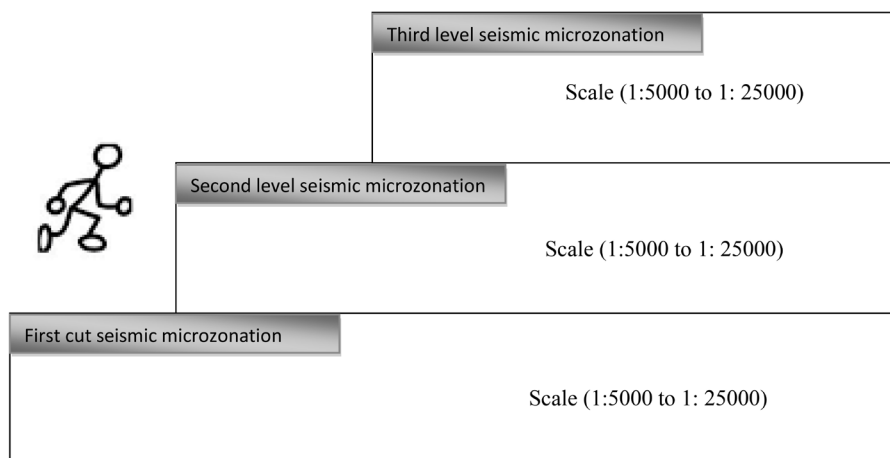 Third level seismic microzonation
Scale (1:5000 to 1: 25000)
Second level seismic microzonation
Scale (1:5000 to 1: 25000)
First cut seismic microzonation
Scale (1:5000 to 1: 25000)